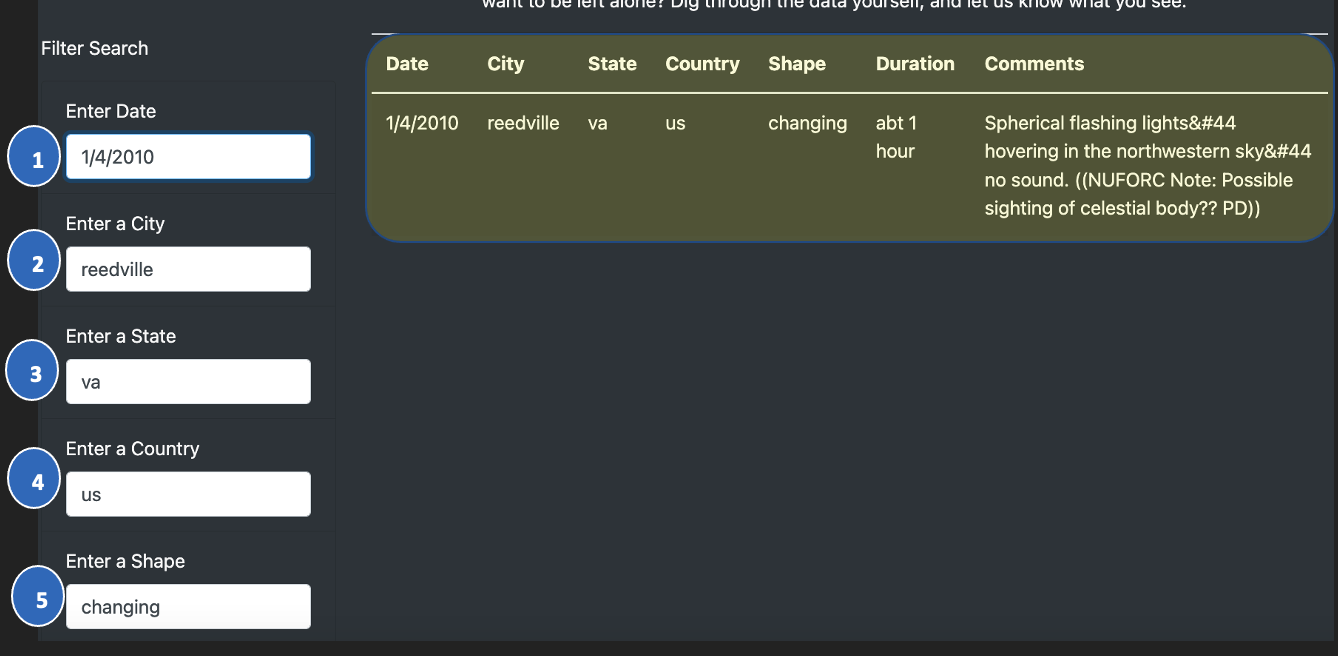 want to be left alone? Dig through the data yourself, and let us know what you see.
Filter Search
1
Enter Date
1/4/2010
2
Enter a City
reedville
3
Enter a State
va
4
Enter a Country
us
5
Enter a Shape
changing
Date City State Country Shape Duration Comments
1/4/2010 reedville va us changing abt 1 Spherical flashing lights&#44
hour hovering in the northwestern sky&#44
no sound. ((NUFORC Note: Possible
sighting of celestial body?? PD))